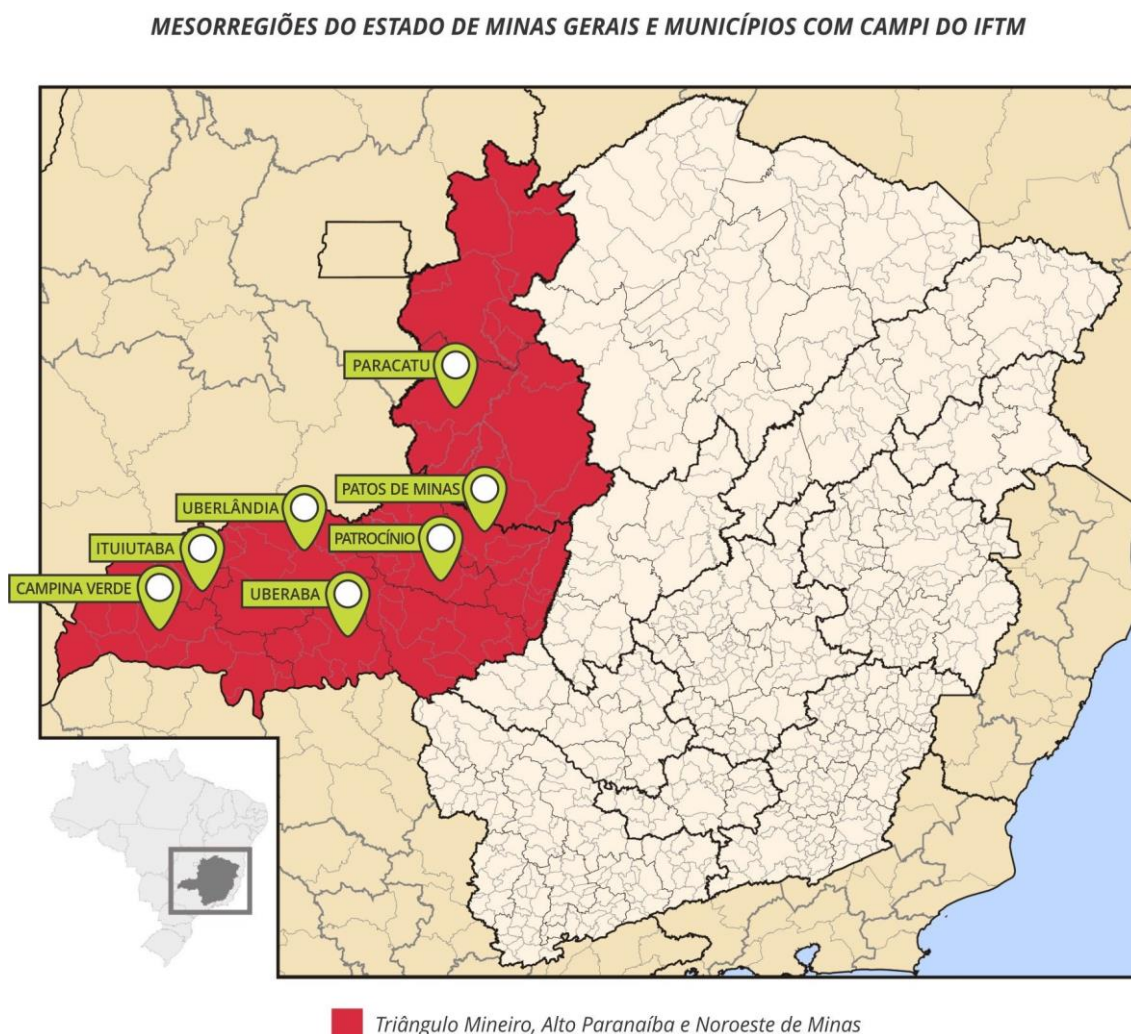 MESORREGIÕES DO ESTADO DE MINAS GERAIS E MUNICÍPIOS COM CAMPI DO IFTM
PARACATU
PATOS DE MINAS
UBERLÂNDIA
PATROCÍNIO
ITUIUTABA
CAMPINA VERDE
UBERABA
Triângulo Mineiro, Alto Paranaíba e Noroeste de Minas